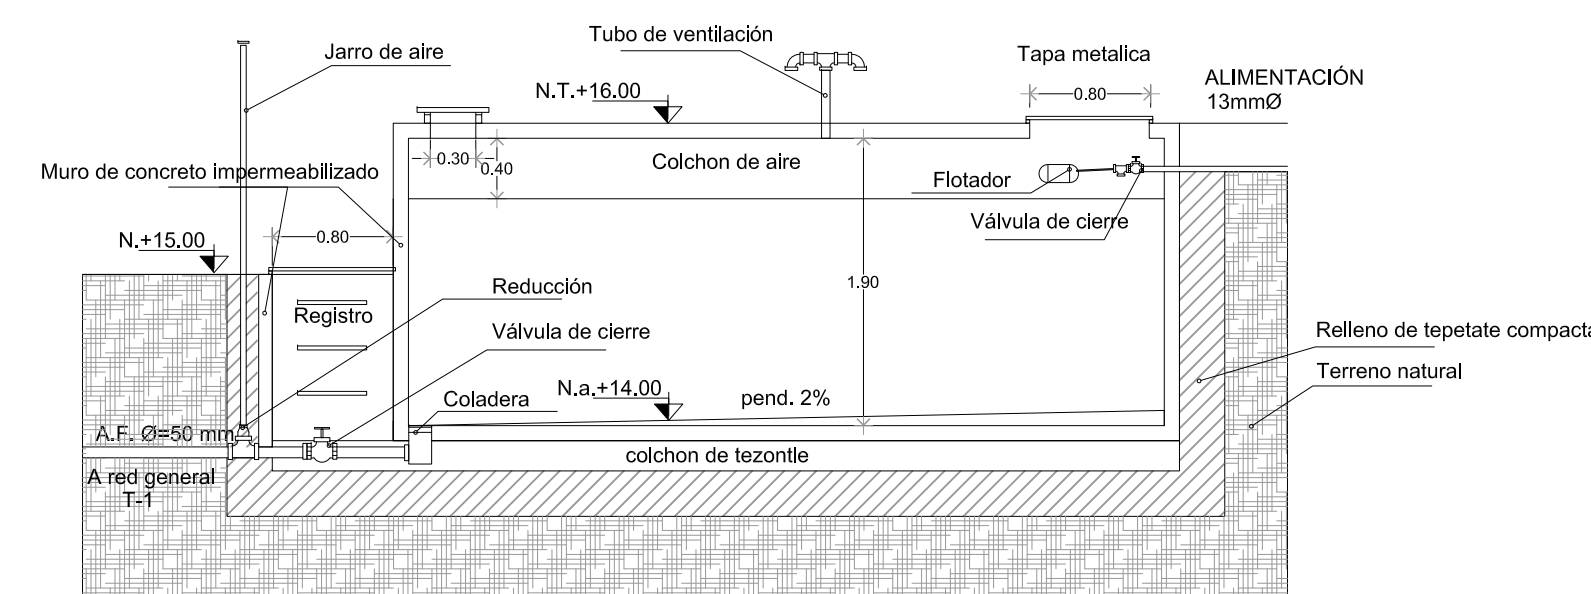 Tubo de ventilación
Jarro de aire
Tapa metalica
ALIMENTACIÓN
13mmØ
N.T.+16.00
0.80
0.30
0.40
Colchon de aire
Muro de concreto impermeabilizado
Flotador
Válvula de cierre
N.+15.00
0.80
1.90
Reducción
Registro
Válvula de cierre
Relleno de tepetate compacta
Terreno natural
N.a.+14.00
pend. 2%
Coladera
A.F. Ø=50 mm
colchon de tezontle
A red general
T-1